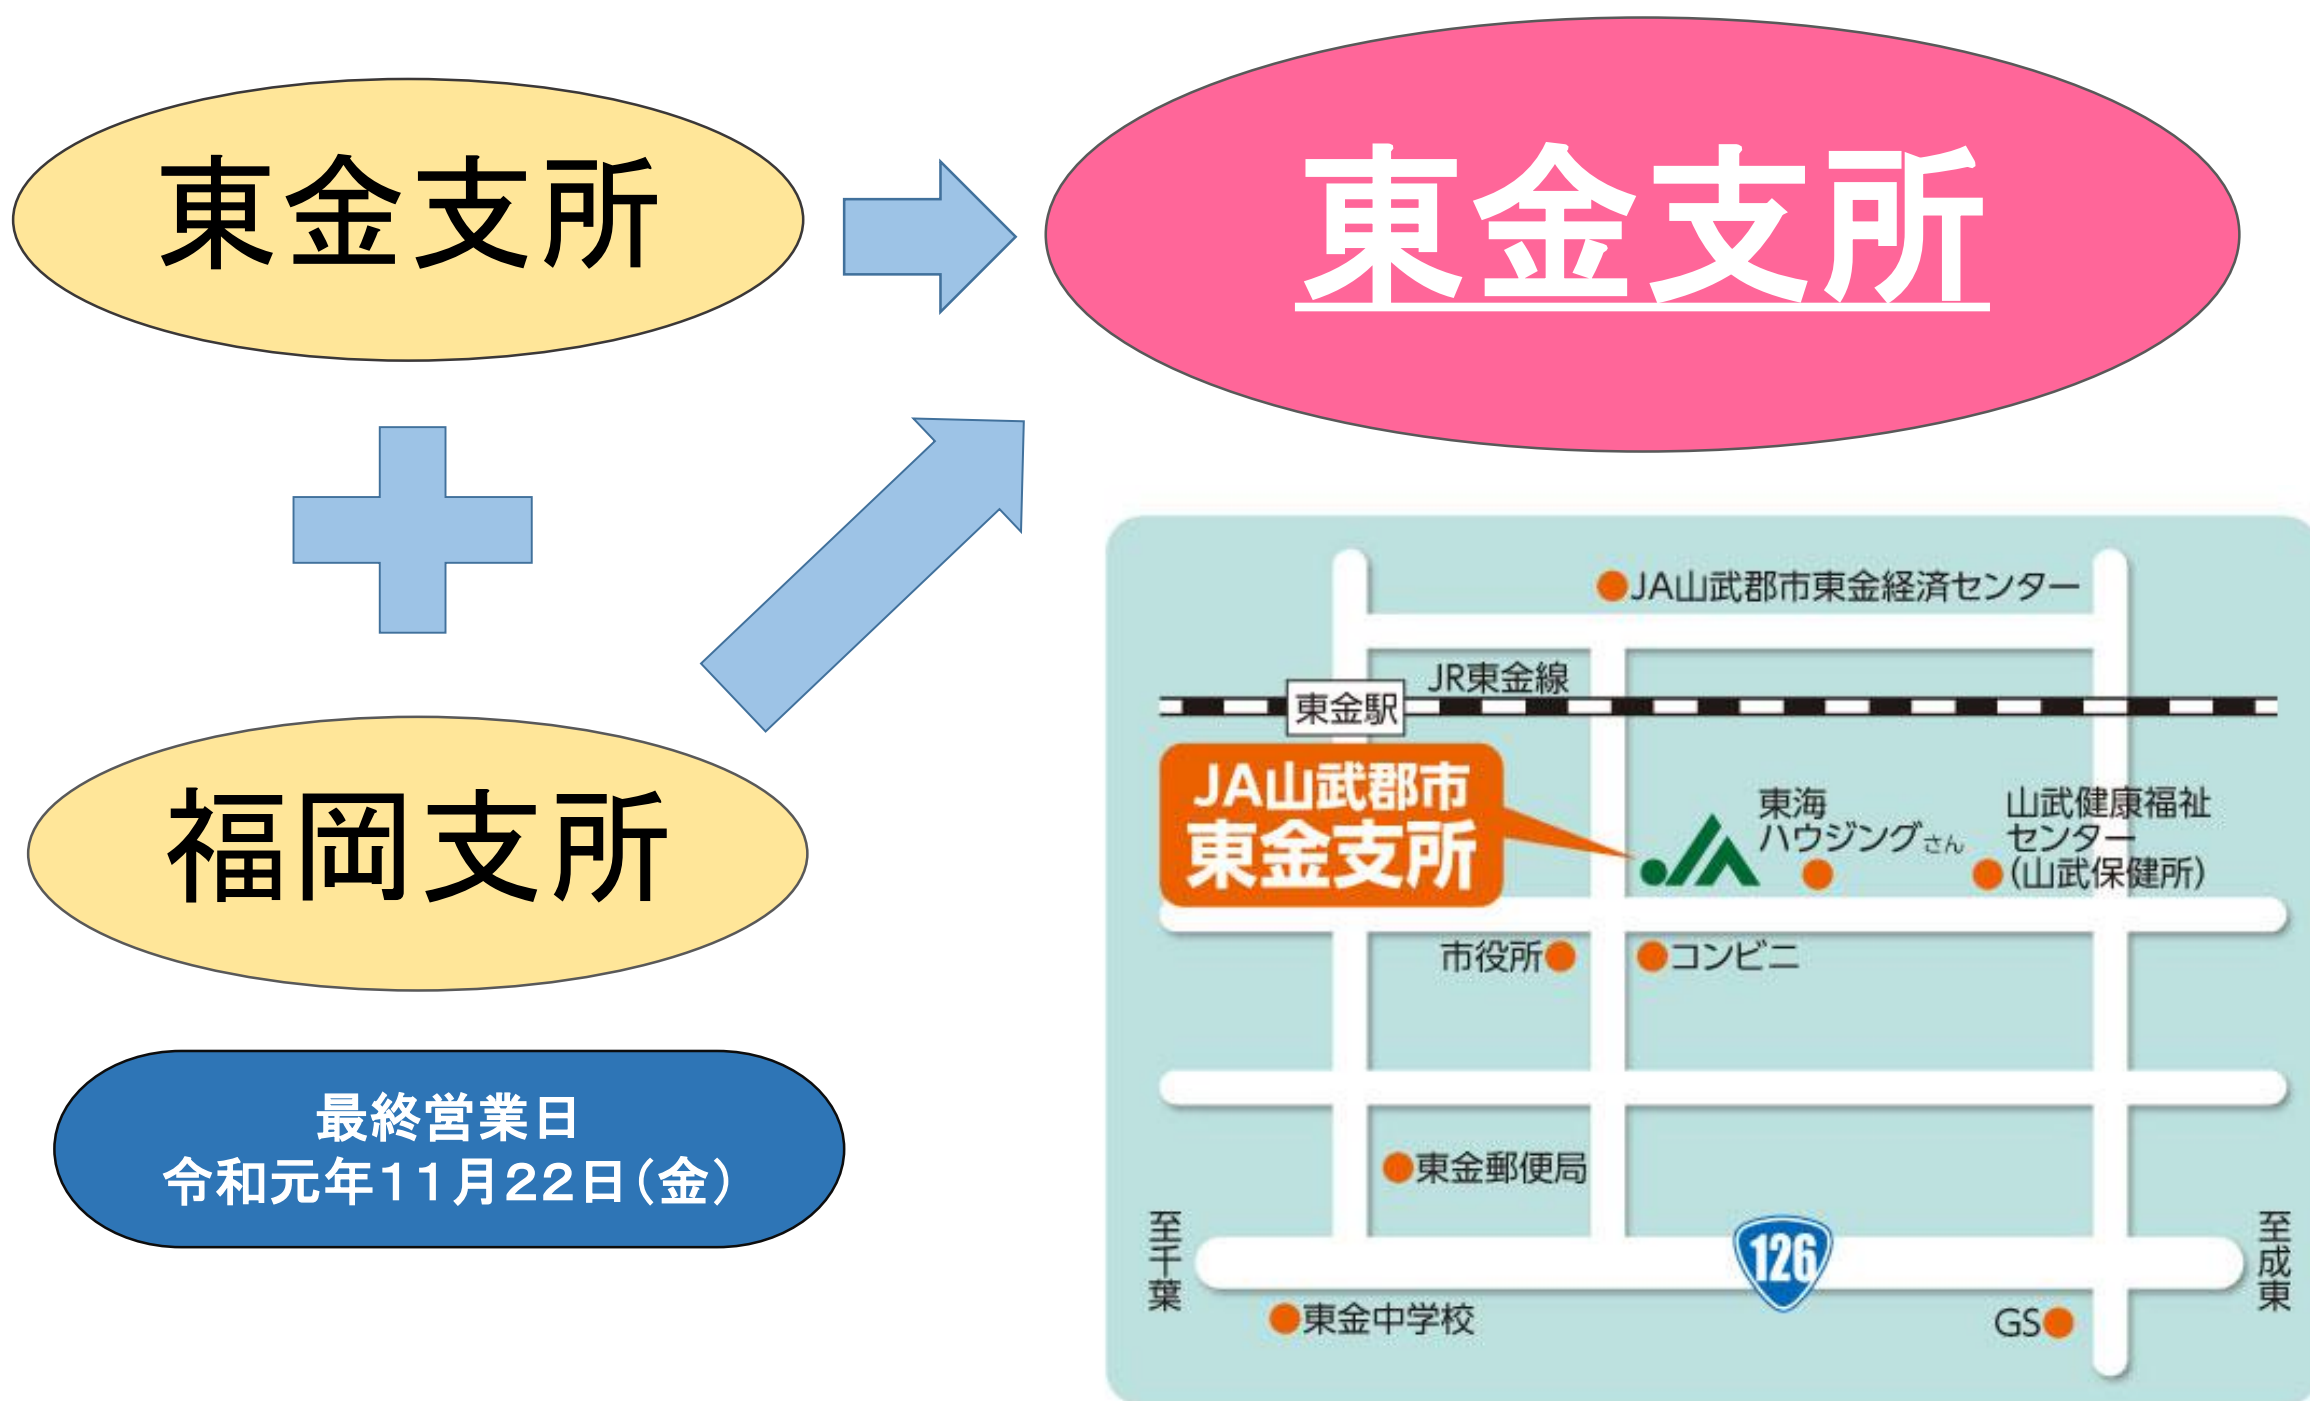 東金支所
東金支所
福岡支所
最終営業日
令和元年11月22日(金)
JA山武郡市東金経済センター
JR東金線
東金駅
JA山武郡市
東金支所
JA
東海
ハウジングさん
山武健康福祉
センター
(山武保健所)
市役所
コンビニ
東金郵便局
至千葉
126
至成東
東金中学校
GS